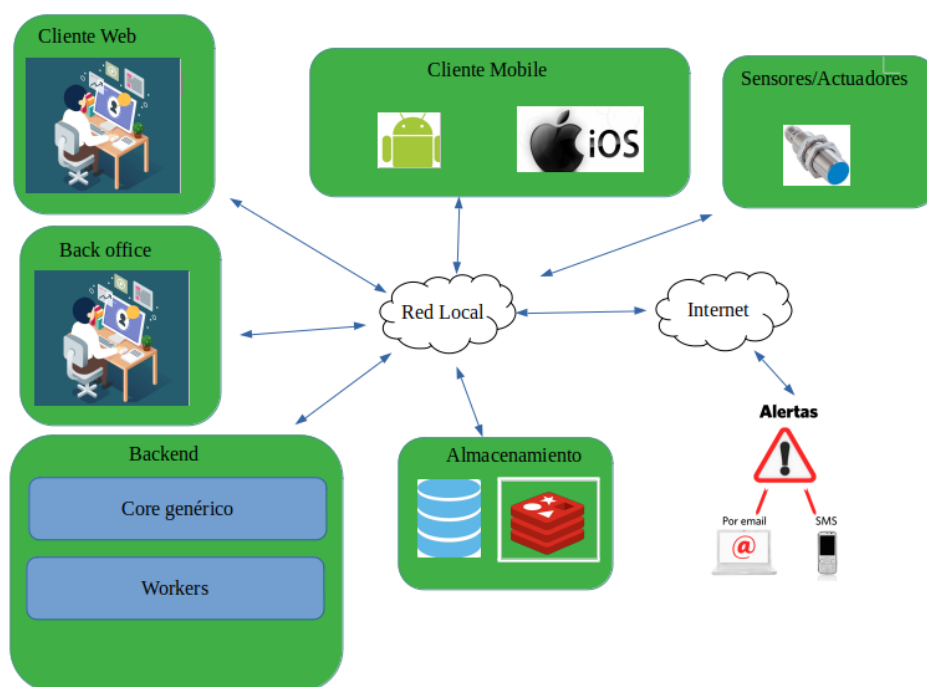 Cliente Web
Cliente Mobile
iOS
Sensores/Actuadores
Back office
Red Local
Internet
Alertas
Por email
SMS
@
Backend
Core genérico
Workers
Almacenamiento